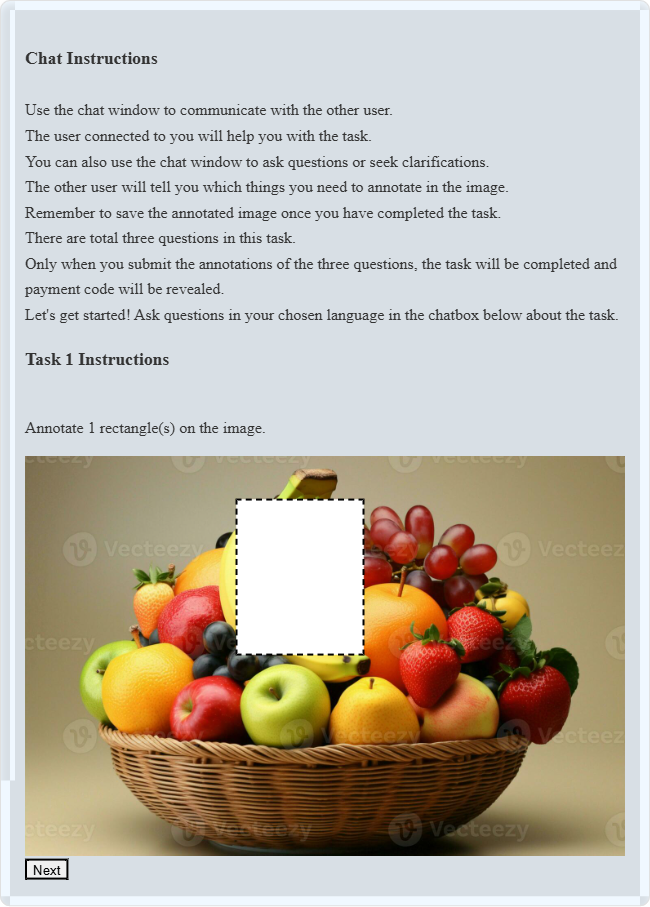 Chat Instructions
Use the chat window to communicate with the other user.
The user connected to you will help you with the task.
You can also use the chat window to ask questions or seek clarifications.
The other user will tell you which things you need to annotate in the image.
Remember to save the annotated image once you have completed the task.
There are total three questions in this task.
Only when you submit the annotations of the three questions, the task will be completed and
payment code will be revealed.
Let's get started! Ask questions in your chosen language in the chatbox below about the task.
Task 1 Instructions
Annotate 1 rectangle(s) on the image.
Vecteezy
Vecteezy
Vecteezy
Vecteezy
Vecteezy
Vecteezy
Vecteezy
Next